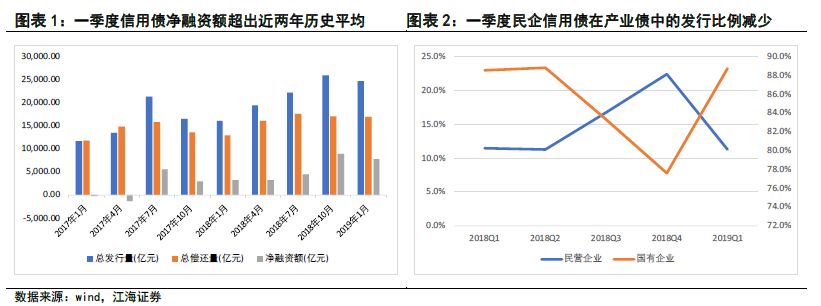 图表1：一季度信用债净融资额超出近两年历史平均
30,000.00
25,000.00
20,000.00
15,000.00
10,000.00
5,000.00
0.00
-5,000.00
2017年1月 2017年4月 2017年7月 2017年10月 2018年1月 2018年4月 2018年7月 2018年10月 2019年1月
总发行量(亿元) 总偿还量(亿元) 净融资额(亿元)
图表2：一季度民企信用债在产业债中的发行比例减少
25.0% 90.0%
88.0%
20.0% 86.0%
84.0%
15.0% 82.0%
10.0% 80.0%
78.0%
5.0% 76.0%
74.0%
0.0% 72.0%
2018Q1 2018Q2 2018Q3 2018Q4 2019Q1
民营企业 国有企业
数据来源：wind，江海证券